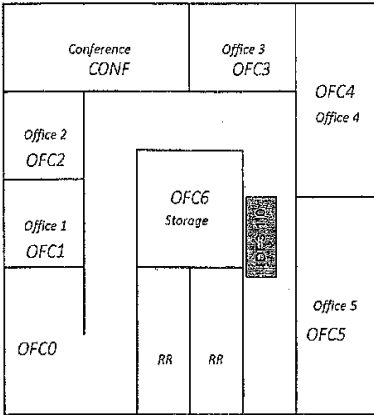 Conference
CONF
Office 3
OFC3
OFC4
Office 4
Office 2
OFC2
OFC6
Storage
Office 1
OFC1
Office 5
OFC5
OFC0
RR
RR